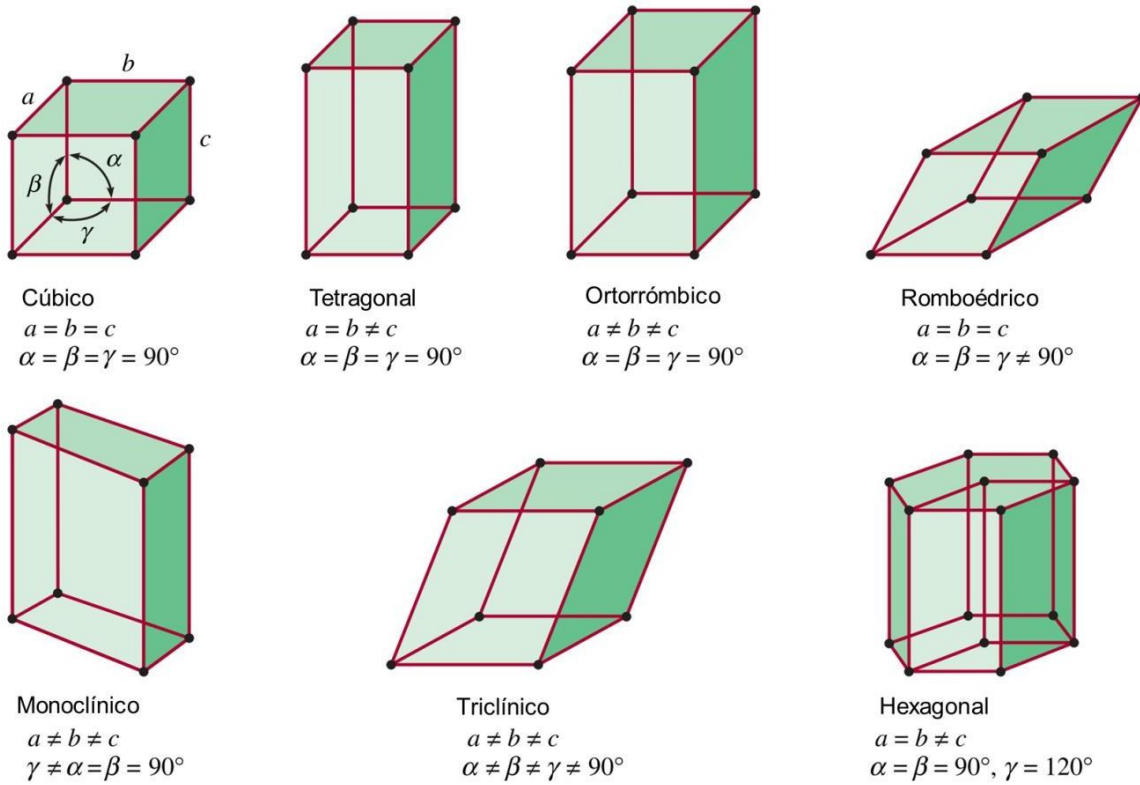 b
a
c
α
β
γ
Cúbico
a = b = c
α = β = γ = 90°
Tetragonal
a = b ≠ c
α = β = γ = 90°
Ortorrómbico
a ≠ b ≠ c
α = β = γ = 90°
Romboédrico
a = b = c
α = β = γ ≠ 90°
Monoclínico
a ≠ b ≠ c
γ ≠ α = β = 90°
Triclínico
a ≠ b ≠ c
α ≠ β ≠ γ ≠ 90°
Hexagonal
a = b ≠ c
α = β = 90°, γ = 120°